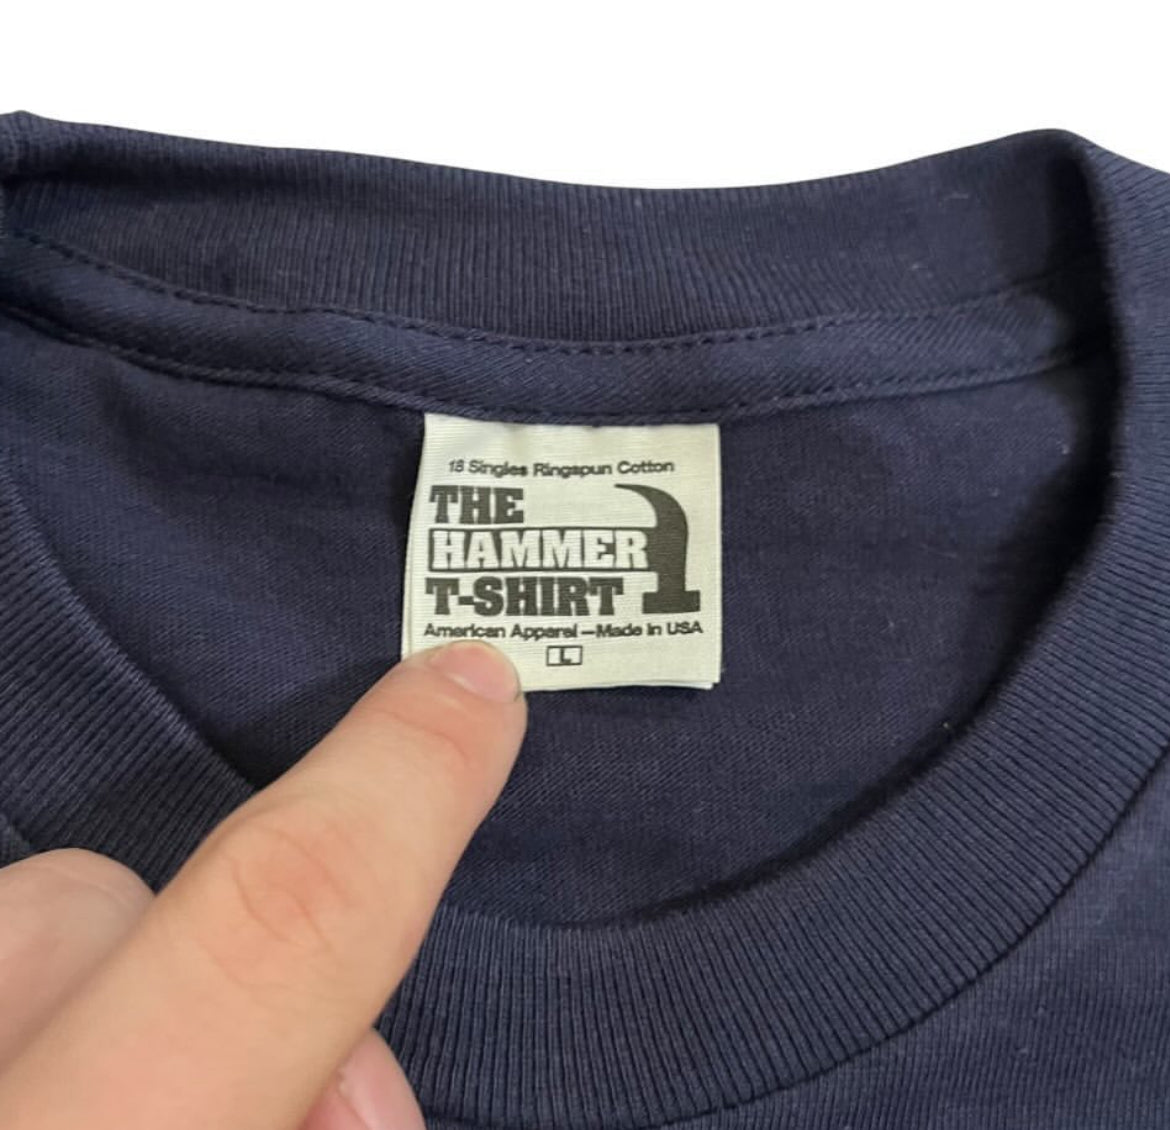 18 Singles Ringspun Cotton
THE
HAMMER
T-SHIRT
American Apparel — Made in USA
L